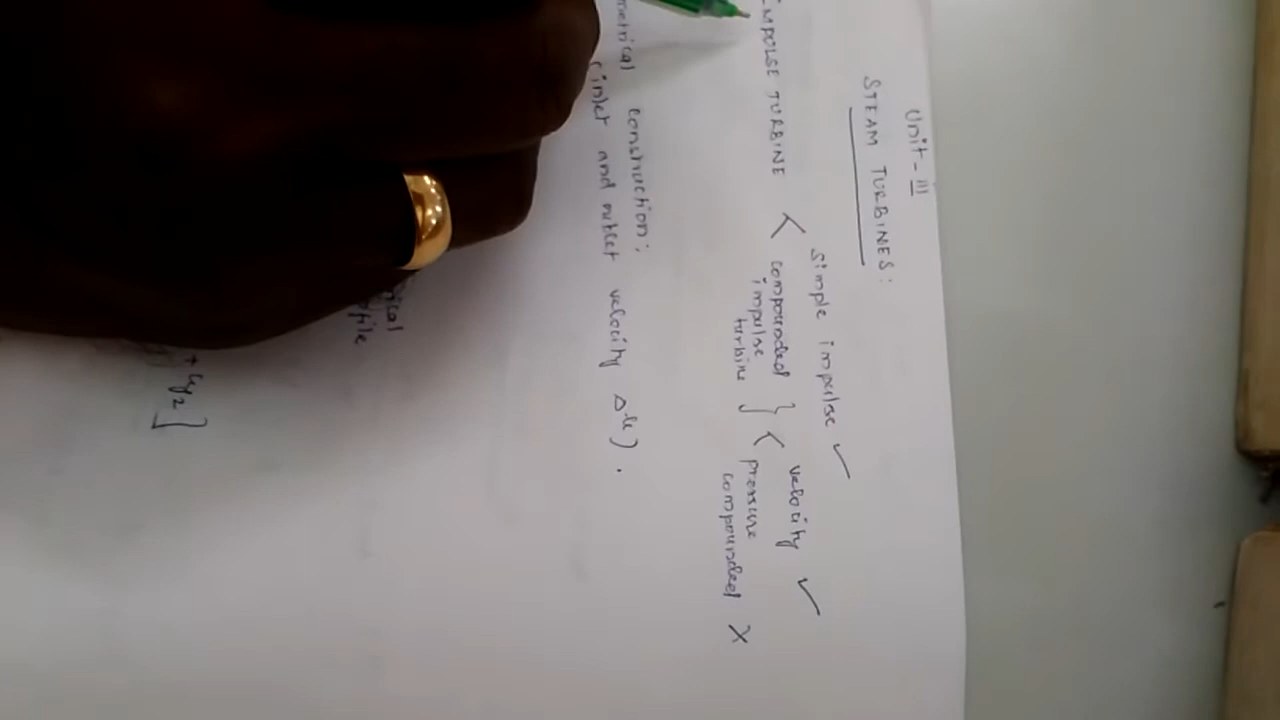 Unit-III
STEAM TURBINES:
Simple impulse ✓
IMPULSE TURBINE < compounded impulse turbine } < velocity ✓
pressure compounded X
construction;
(inlet and outlet velocity Δle).